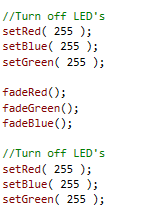 //Turn off LED's
setRed( 255 );
setBlue( 255 );
setGreen( 255 );
fadeRed();
fadeGreen();
fadeBlue();
//Turn off LED's
setRed( 255 );
setBlue( 255 );
setGreen( 255 );